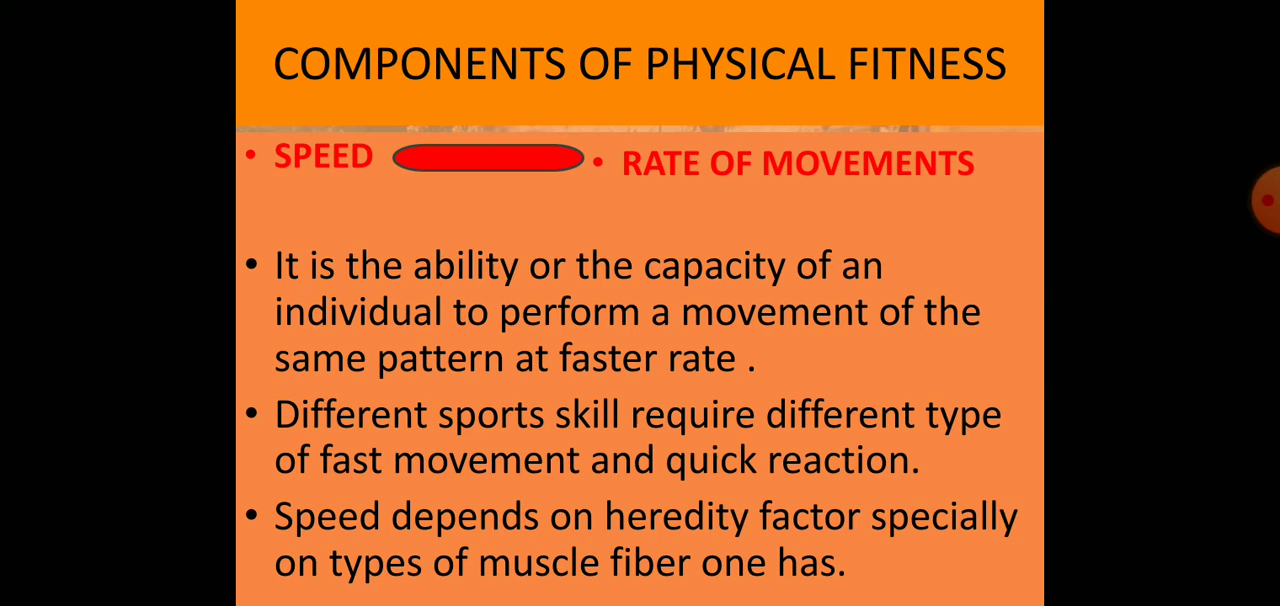 COMPONENTS OF PHYSICAL FITNESS
• SPEED • RATE OF MOVEMENTS
• It is the ability or the capacity of an
individual to perform a movement of the
same pattern at faster rate .
• Different sports skill require different type
of fast movement and quick reaction.
• Speed depends on heredity factor specially
on types of muscle fiber one has.